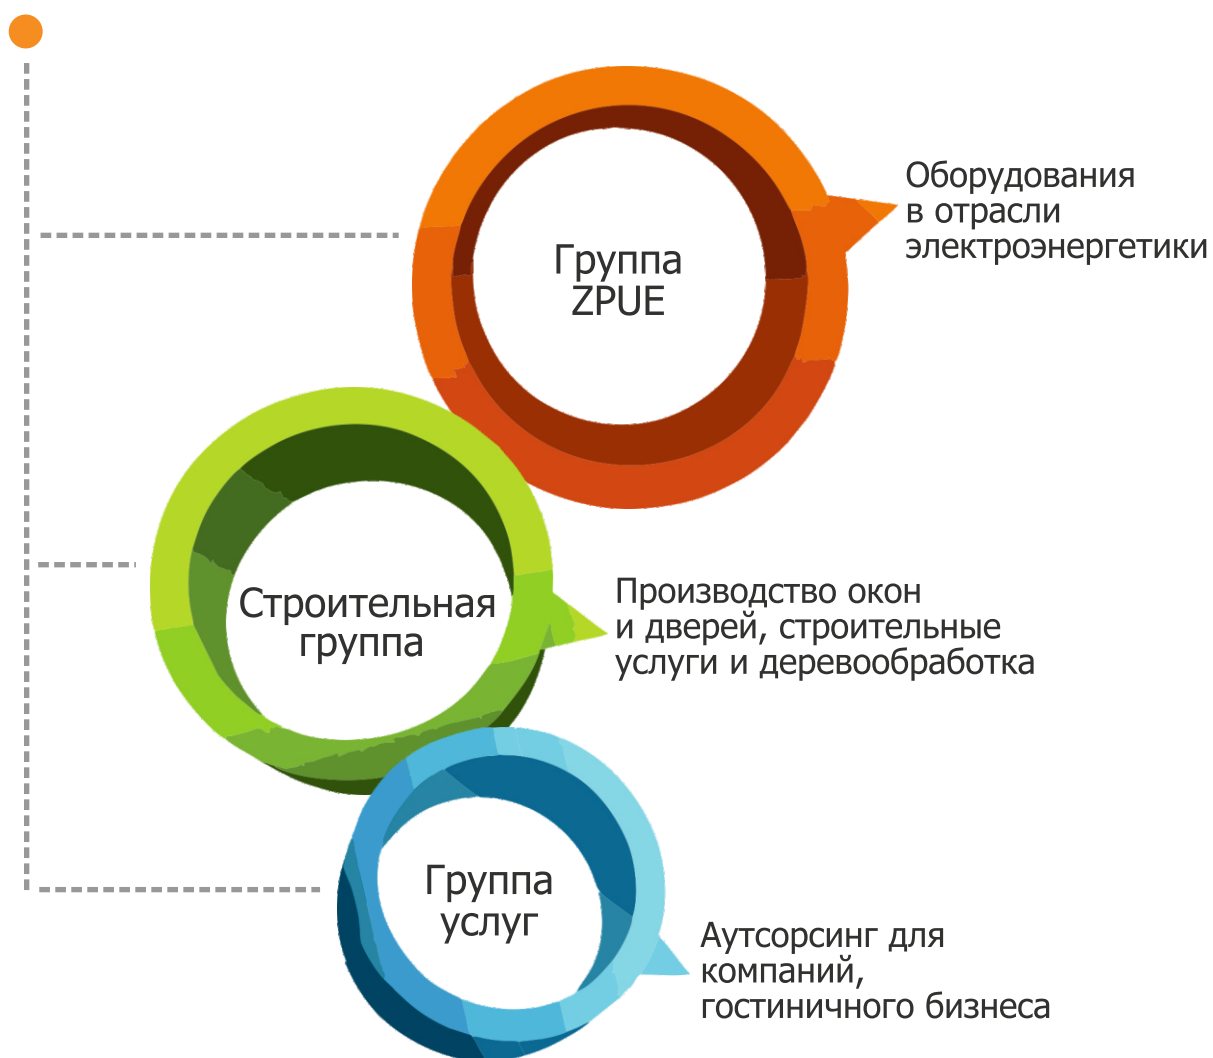 Группа
ZPUE
Оборудования
в отрасли
электроэнергетики
Строительная
группа
Производство окон
и дверей, строительные
услуги и деревообработка
Группа
услуг
Аутсорсинг для
компаний,
гостиничного бизнеса